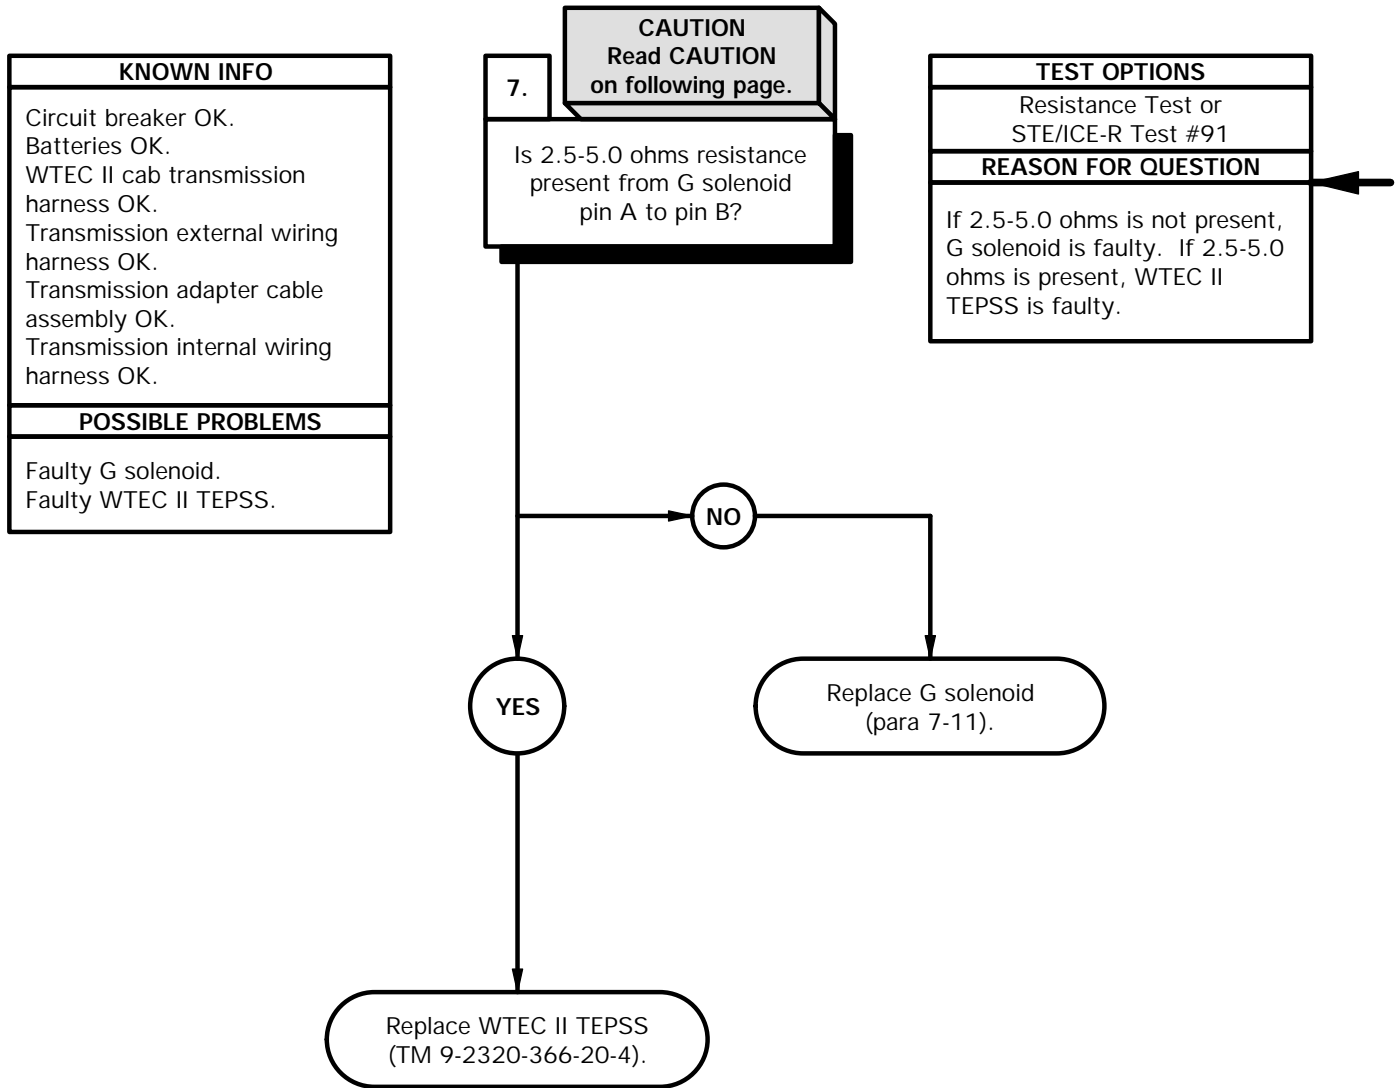 KNOWN INFO
Circuit breaker OK.
Batteries OK.
WTEC II cab transmission
harness OK.
Transmission external wiring
harness OK.
Transmission adapter cable
assembly OK.
Transmission internal wiring
harness OK.
POSSIBLE PROBLEMS
Faulty G solenoid.
Faulty WTEC II TEPSS.
CAUTION
Read CAUTION
on following page.
7.
Is 2.5-5.0 ohms resistance
present from G solenoid
pin A to pin B?
TEST OPTIONS
Resistance Test or
STE/ICE-R Test #91
REASON FOR QUESTION
If 2.5-5.0 ohms is not present,
G solenoid is faulty.  If 2.5-5.0
ohms is present, WTEC II
TEPSS is faulty.
NO
YES
Replace G solenoid
(para 7-11).
Replace WTEC II TEPSS
(TM 9-2320-366-20-4).